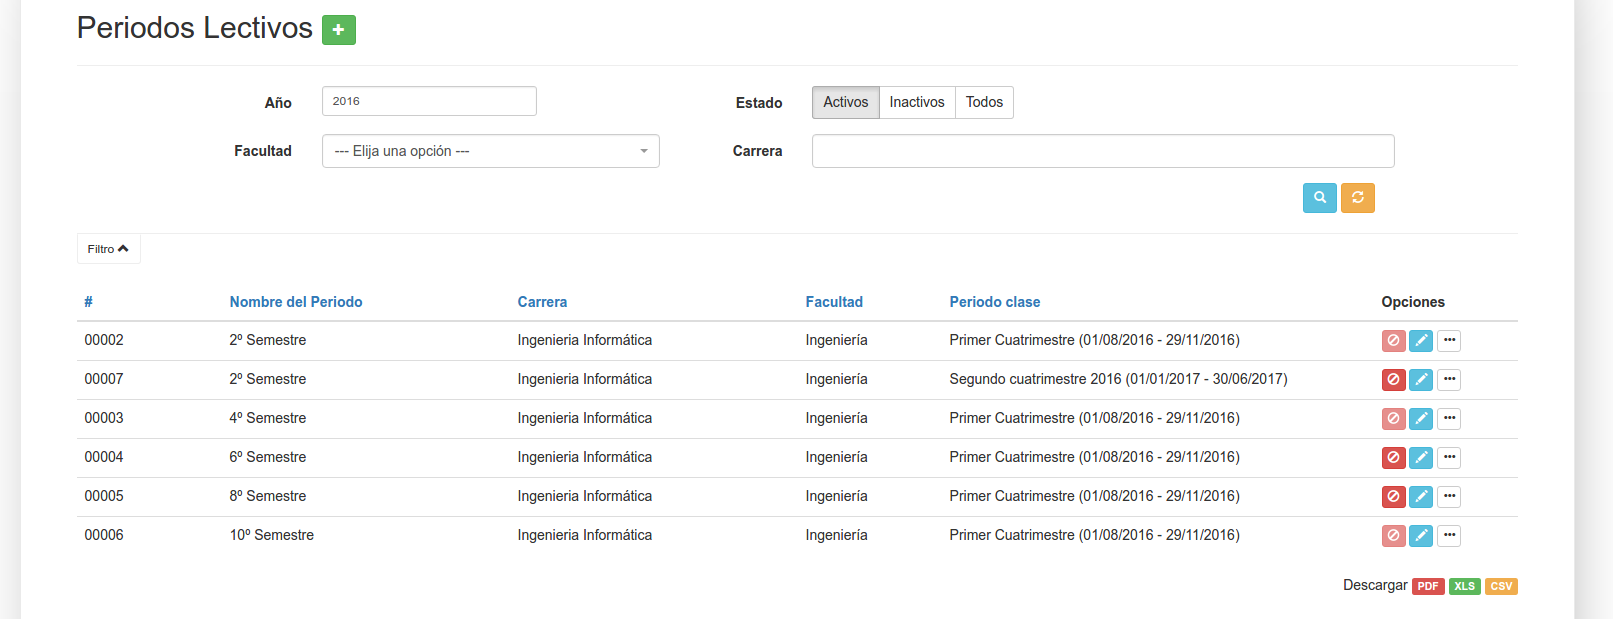 Periodos Lectivos
Año 2016 Estado Activos Inactivos Todos
Facultad --- Elija una opción --- Carrera
Filtro
# Nombre del Periodo Carrera Facultad Periodo clase Opciones
00002 2º Semestre Ingenieria Informática Ingeniería Primer Cuatrimestre (01/08/2016 - 29/11/2016)
00007 2º Semestre Ingenieria Informática Ingeniería Segundo cuatrimestre 2016 (01/01/2017 - 30/06/2017)
00003 4º Semestre Ingenieria Informática Ingeniería Primer Cuatrimestre (01/08/2016 - 29/11/2016)
00004 6º Semestre Ingenieria Informática Ingeniería Primer Cuatrimestre (01/08/2016 - 29/11/2016)
00005 8º Semestre Ingenieria Informática Ingeniería Primer Cuatrimestre (01/08/2016 - 29/11/2016)
00006 10º Semestre Ingenieria Informática Ingeniería Primer Cuatrimestre (01/08/2016 - 29/11/2016)
Descargar PDF XLS CSV